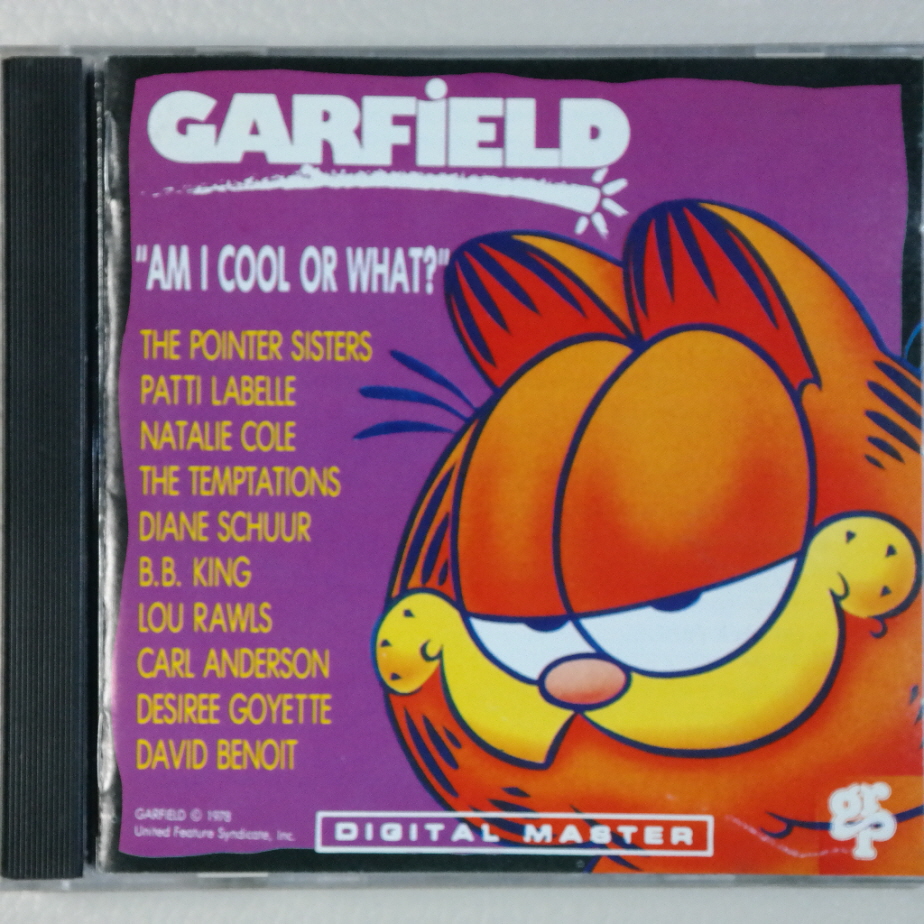 GARFiELD
"AM I COOL OR WHAT?"
THE POINTER SISTERS
PATTI LABELLE
NATALIE COLE
THE TEMPTATIONS
DIANE SCHUUR
B.B. KING
LOU RAWLS
CARL ANDERSON
DESIREE GOYETTE
DAVID BENOIT
GARFIELD © 1978
United Feature Syndicate, Inc.
DIGITAL MASTER
grp